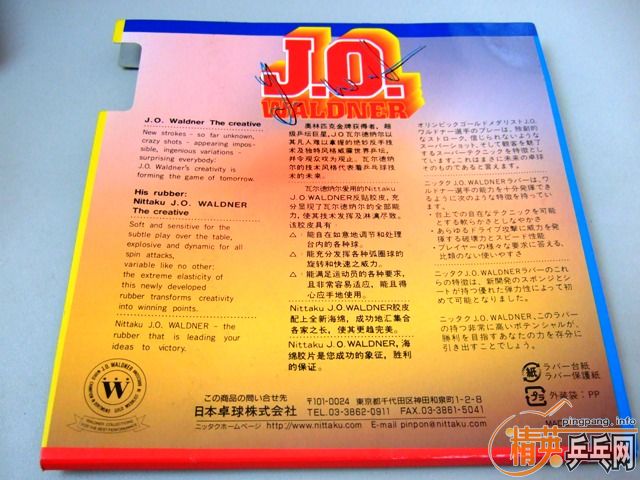 J.O.
WALDNER
J.O. Waldner The creative
New strokes - so far unknown,
crazy shots - appearing impos-
sible, ingenious variations -
surprising everybody:
J.O. Waldner's creativity is
forming the game of tomorrow.
His rubber:
Nittaku J.O. WALDNER
The creative
Soft and sensitive for the
subtle play over the table,
explosive and dynamic for all
spin attacks,
variable like no other:
the extreme elasticity of
this newly developed
rubber transforms creativity
into winning points.
Nittaku J.O. WALDNER - the
rubber that is leading your
ideas to victory.
奥林匹克金牌获得者，超
级乒坛巨星，J.O瓦尔德纳尔以
其凡人难以掌握的绝妙反手技
术及独特风格威震世界乒坛，
并令观众叹为观止。瓦尔德纳尔
的技术风格代表着乒乓球技
术的未来。
瓦尔德纳尔爱用的Nittaku
J.O.WALDNER反贴胶皮，充
分显现了瓦尔德纳尔的全部能
力，使其技术发挥及淋漓尽致。
该胶皮具有：
△・能自在如意地调节和处理
台内的各种球。
△・能充分发挥各种弧圈球的
旋转和快速之威力。
△・能满足运动员的各种要求，
且非常容易适应，能且得
心应手地使用。
Nittaku J.O.WALDNER胶皮
配上全新海绵，成功地汇集合
各家之长，使其更趋完美。
Nittaku J.O.WALDNER，海
绵胶片是您成功的象征，胜利
的保证。
オリンピックゴールドメダリストJ.O.
ワルドナー選手のプレーは、独創的
なストローク、信じられないような
スーパーショット、そして観客を魅了
するスーパーテクニックを特徴として
います。これはまさに未来の卓球
そのものであると言えます。
ニッタクJ.O.WALDNERラバーは、ワ
ルドナー選手の能力を十分発揮でき
るように次のような特徴を持ってい
ます。
・台上での自在なテクニックを可能
とする軟らかさとしなやかさ
・あらゆるドライブ攻撃に威力を発
揮する破壊力とスピード性能
・プレイヤーの様々な要求に答える、
比類のない使いやすさ
ニッタクJ.O.WALDNERラバーのこれ
らの特徴は、新開発のスポンジとシ
ートが持つ優れた弾力性によって初
めて可能となりました。
ニッタクJ.O.WALDNER、このラバー
の持つ非常に高いポテンシャルが、
勝利を目指すあなたの力を存分に
引き出すことでしょう。
紙 ラバー台紙
ラバー保護紙
プラ 外装袋：PP
W
WALDNER COLLECTION
FOR THE BEST PERFORMANCE
この商品の問い合せ先
日本卓球株式会社
〒101-0024 東京都千代田区神田和泉町1-2-8
TEL.03-3862-0911 FAX.03-3861-5041
ニッタクホームページ http://www.nittaku.com E-mail pinpon@nittaku.com
pingpang.info
精英乒乓网